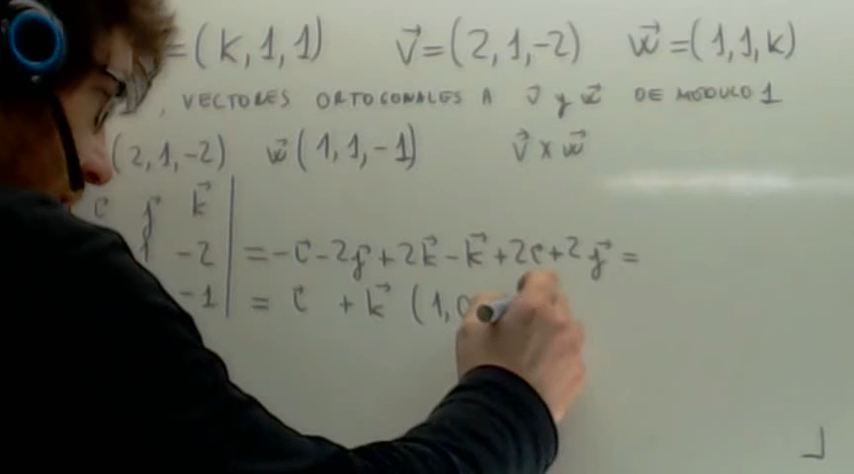 =(k,1,1) v⃗=(2,1,-2) w⃗=(1,1,k)
, VECTORES ORTOGONALES A v⃗ y w⃗ DE MODULO 1
(2,1,-2) w⃗(1,1,-1) v⃗ x w⃗
i⃗ j⃗ k⃗
1 -2 = -i⃗-2j⃗+2k⃗-k⃗+2i⃗+2j⃗ =
-1 = i⃗ +k⃗ (1,0